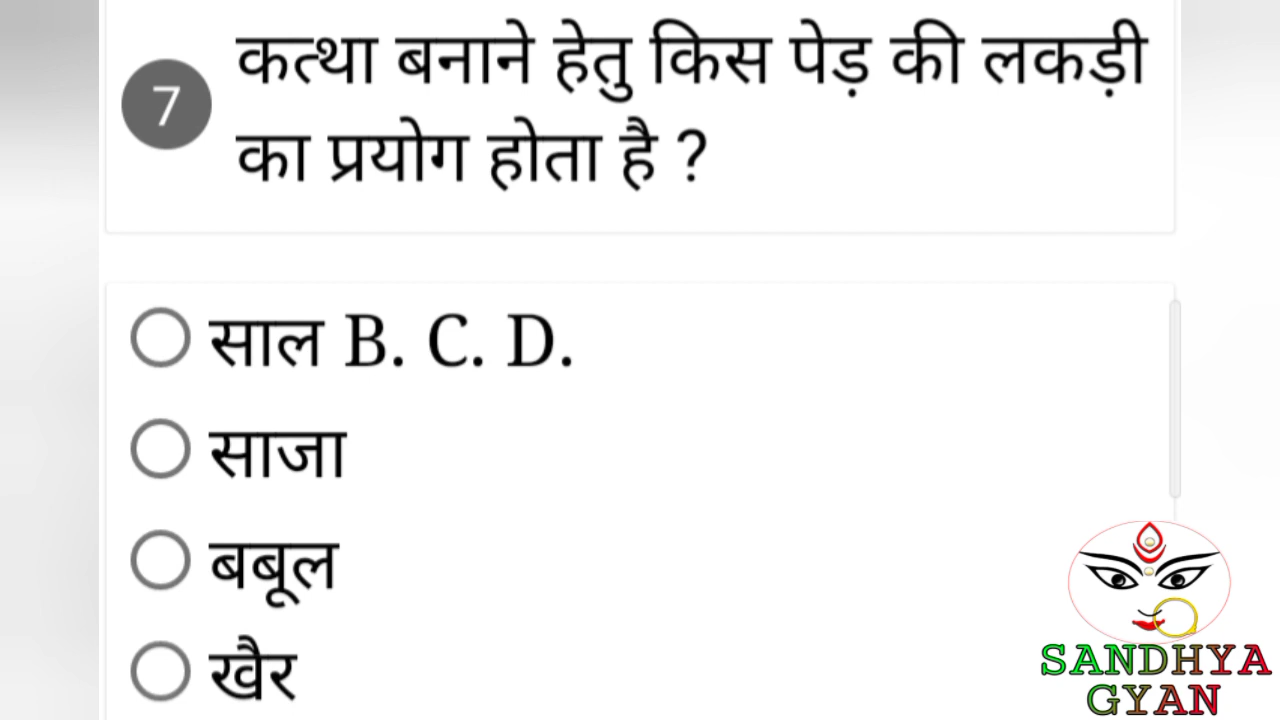 7 कत्था बनाने हेतु किस पेड़ की लकड़ी
का प्रयोग होता है ?
साल B. C. D.
साजा
बबूल
खैर
SANDHYA
GYAN